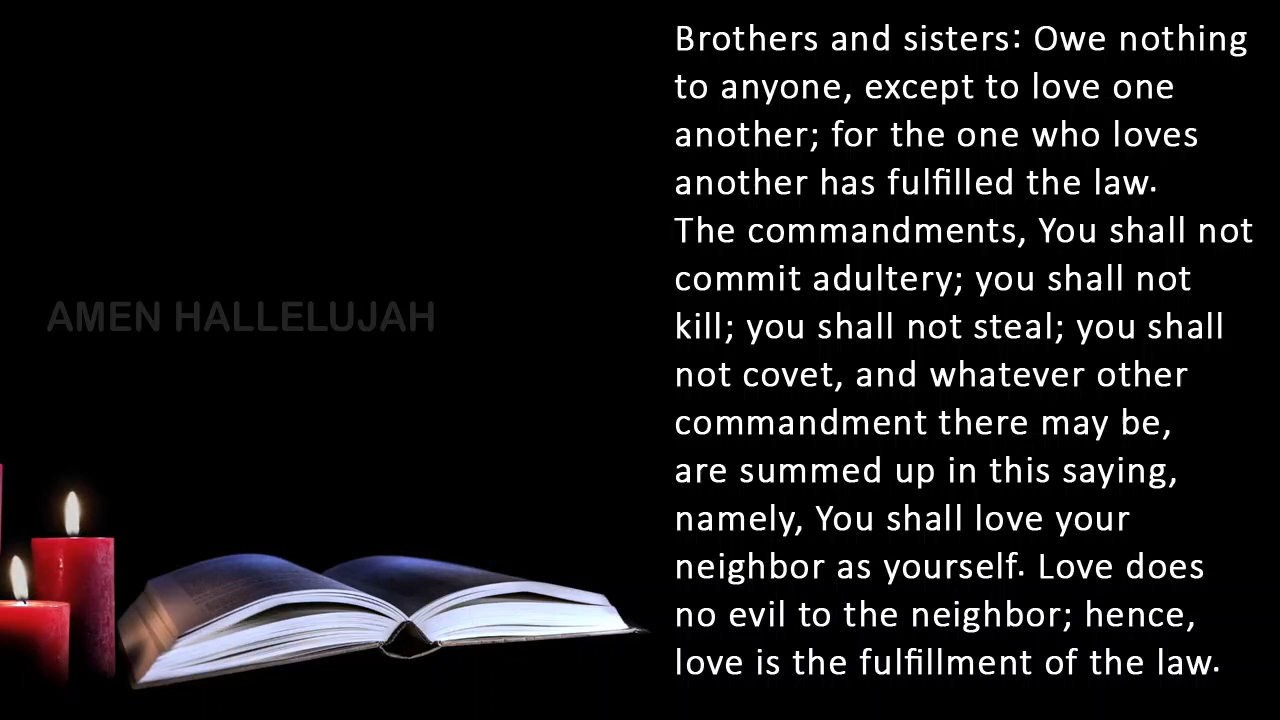 Brothers and sisters: Owe nothing
to anyone, except to love one
another; for the one who loves
another has fulfilled the law.
The commandments, You shall not
commit adultery; you shall not
kill; you shall not steal; you shall
not covet, and whatever other
commandment there may be,
are summed up in this saying,
namely, You shall love your
neighbor as yourself. Love does
no evil to the neighbor; hence,
love is the fulfillment of the law.
AMEN HALLELUJAH